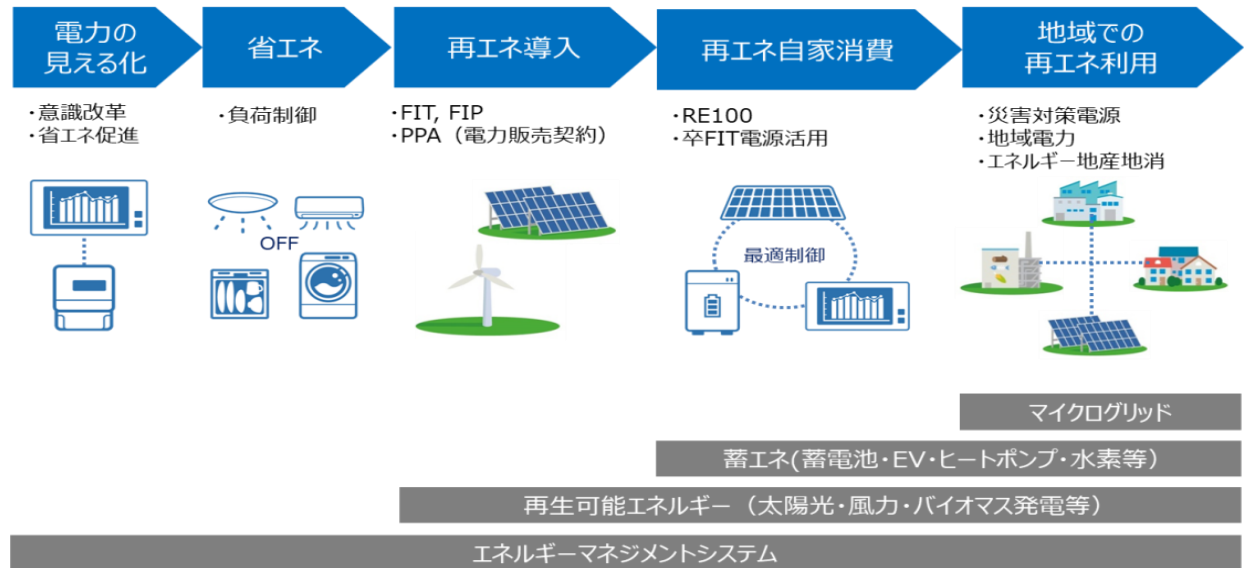 電力の
見える化
省エネ
再エネ導入
再エネ自家消費
地域での
再エネ利用
・意識改革
・省エネ促進
・負荷制御
・FIT, FIP
・PPA（電力販売契約）
・RE100
・卒FIT電源活用
・災害対策電源
・地域電力
・エネルギー地産地消
OFF
最適制御
マイクログリッド
蓄エネ(蓄電池・EV・ヒートポンプ・水素等）
再生可能エネルギー（太陽光・風力・バイオマス発電等）
エネルギーマネジメントシステム